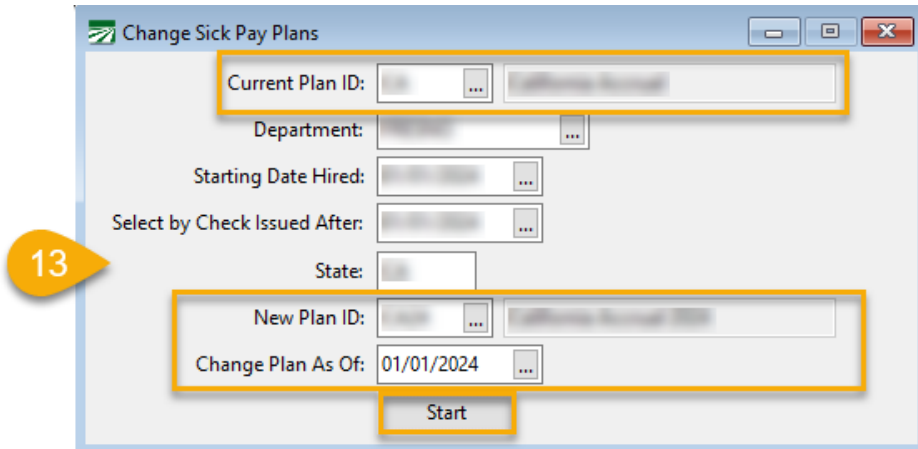 Change Sick Pay Plans
Current Plan ID: ...
Department: ...
Starting Date Hired: ...
Select by Check Issued After: ...
13
State:
New Plan ID: ...
Change Plan As Of: 01/01/2024 ...
Start